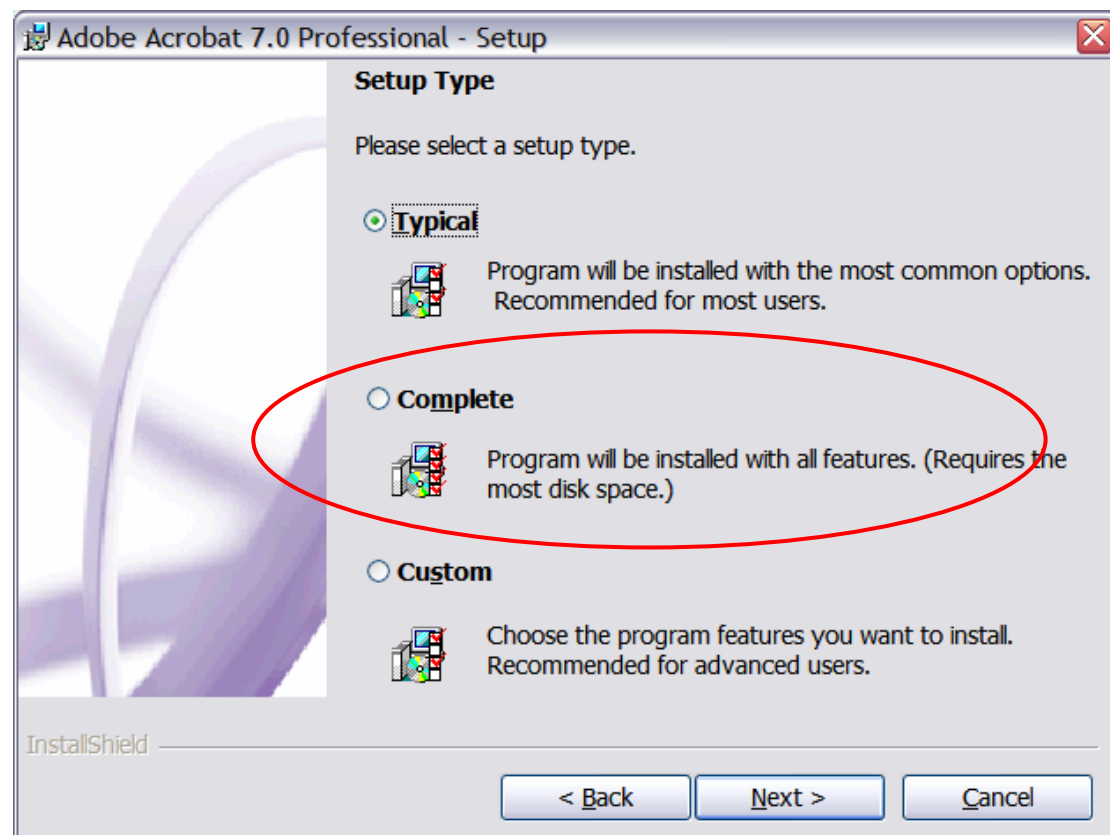 Adobe Acrobat 7.0 Professional - Setup
Setup Type
Please select a setup type.
Typical
Program will be installed with the most common options.
Recommended for most users.
Complete
Program will be installed with all features. (Requires the
most disk space.)
Custom
Choose the program features you want to install.
Recommended for advanced users.
InstallShield
< Back Next > Cancel